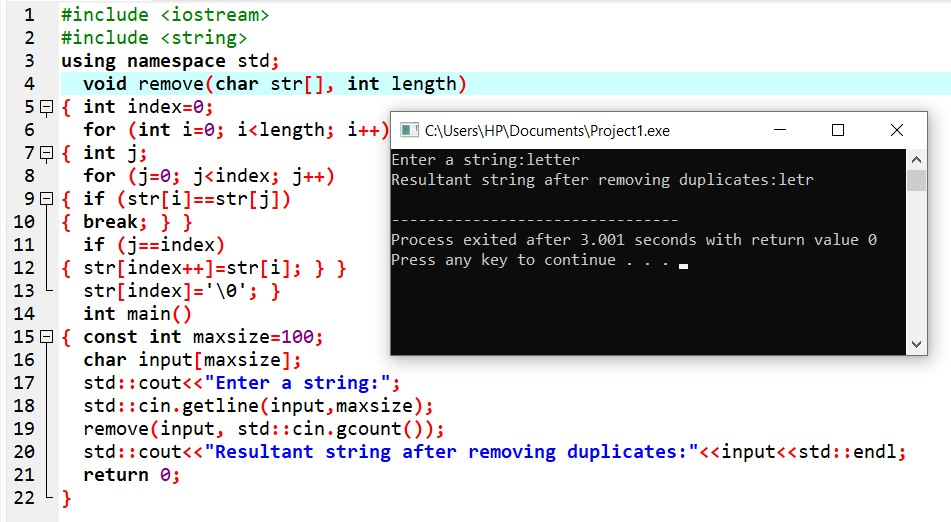 1 #include <iostream>
2 #include <string>
3 using namespace std;
4 void remove(char str[], int length)
5 { int index=0;
6 for (int i=0; i<length; i++)
7 { int j;
8 for (j=0; j<index; j++)
9 { if (str[i]==str[j])
10 { break; } }
11 if (j==index)
12 { str[index++]=str[i]; } }
13 str[index]='\0'; }
14 int main()
15 { const int maxsize=100;
16 char input[maxsize];
17 std::cout<<"Enter a string:";
18 std::cin.getline(input,maxsize);
19 remove(input, std::cin.gcount());
20 std::cout<<"Resultant string after removing duplicates:"<<input<<std::endl;
21 return 0;
22 }
C:\Users\HP\Documents\Project1.exe
Enter a string:letter
Resultant string after removing duplicates:letr
--------------------------------
Process exited after 3.001 seconds with return value 0
Press any key to continue . . .